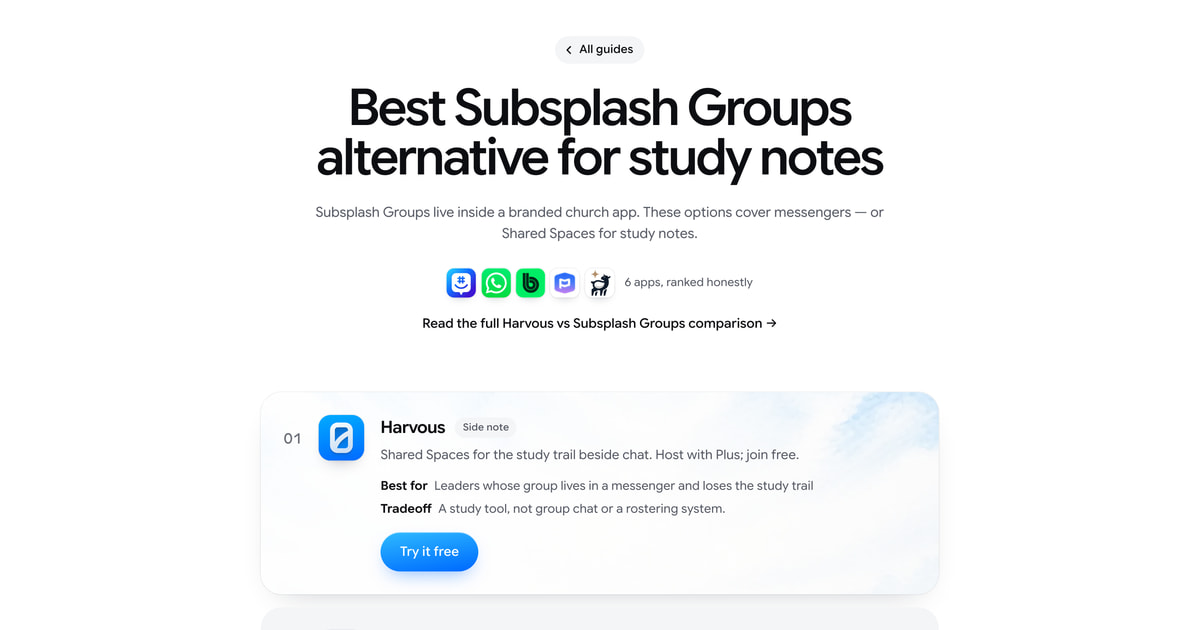 All guides
Best Subsplash Groups
alternative for study notes
Subsplash Groups live inside a branded church app. These options cover messengers — or
Shared Spaces for study notes.
6 apps, ranked honestly
Read the full Harvous vs Subsplash Groups comparison →
01
Harvous Side note
Shared Spaces for the study trail beside chat. Host with Plus; join free.
Best for Leaders whose group lives in a messenger and loses the study trail
Tradeoff A study tool, not group chat or a rostering system.
Try it free